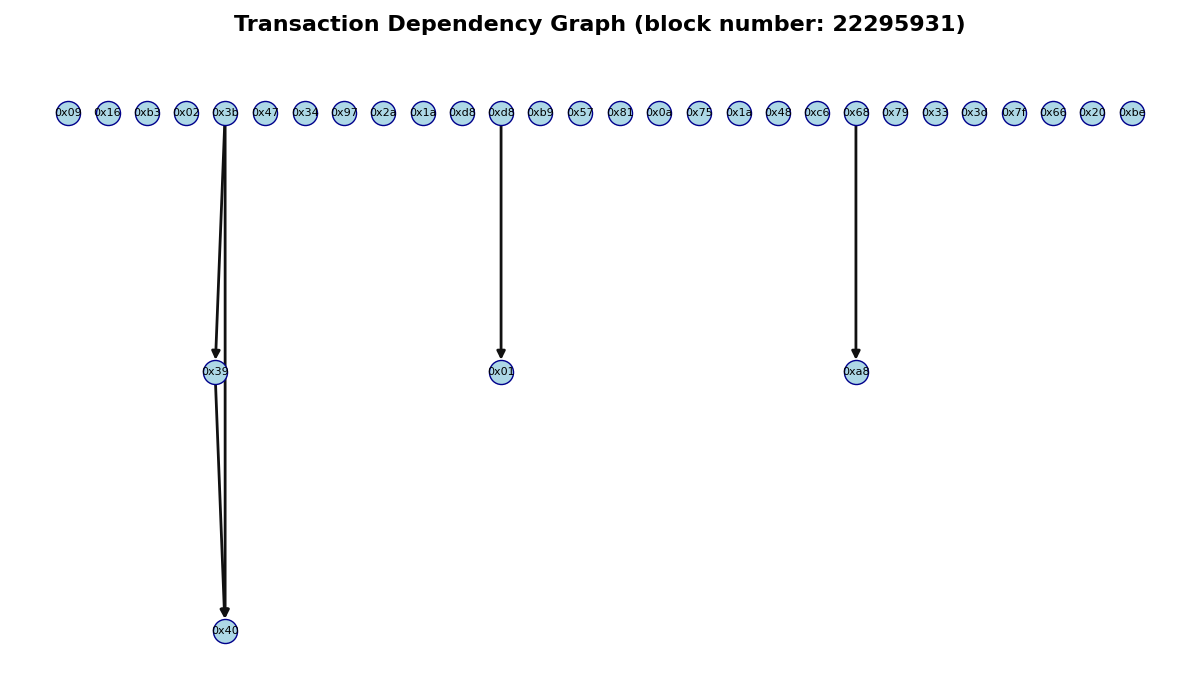 Transaction Dependency Graph (block number: 22295931)
0x09 0x16 0xb3 0x02 0x3b 0x47 0x34 0x97 0x2a 0x1a 0xd8 0xd8 0xb9 0x57 0x81 0x0a 0x75 0x1a 0x48 0xc6 0x68 0x79 0x33 0x3d 0x7f 0x66 0x20 0xbe
0x39 0x01 0xa8
0x40